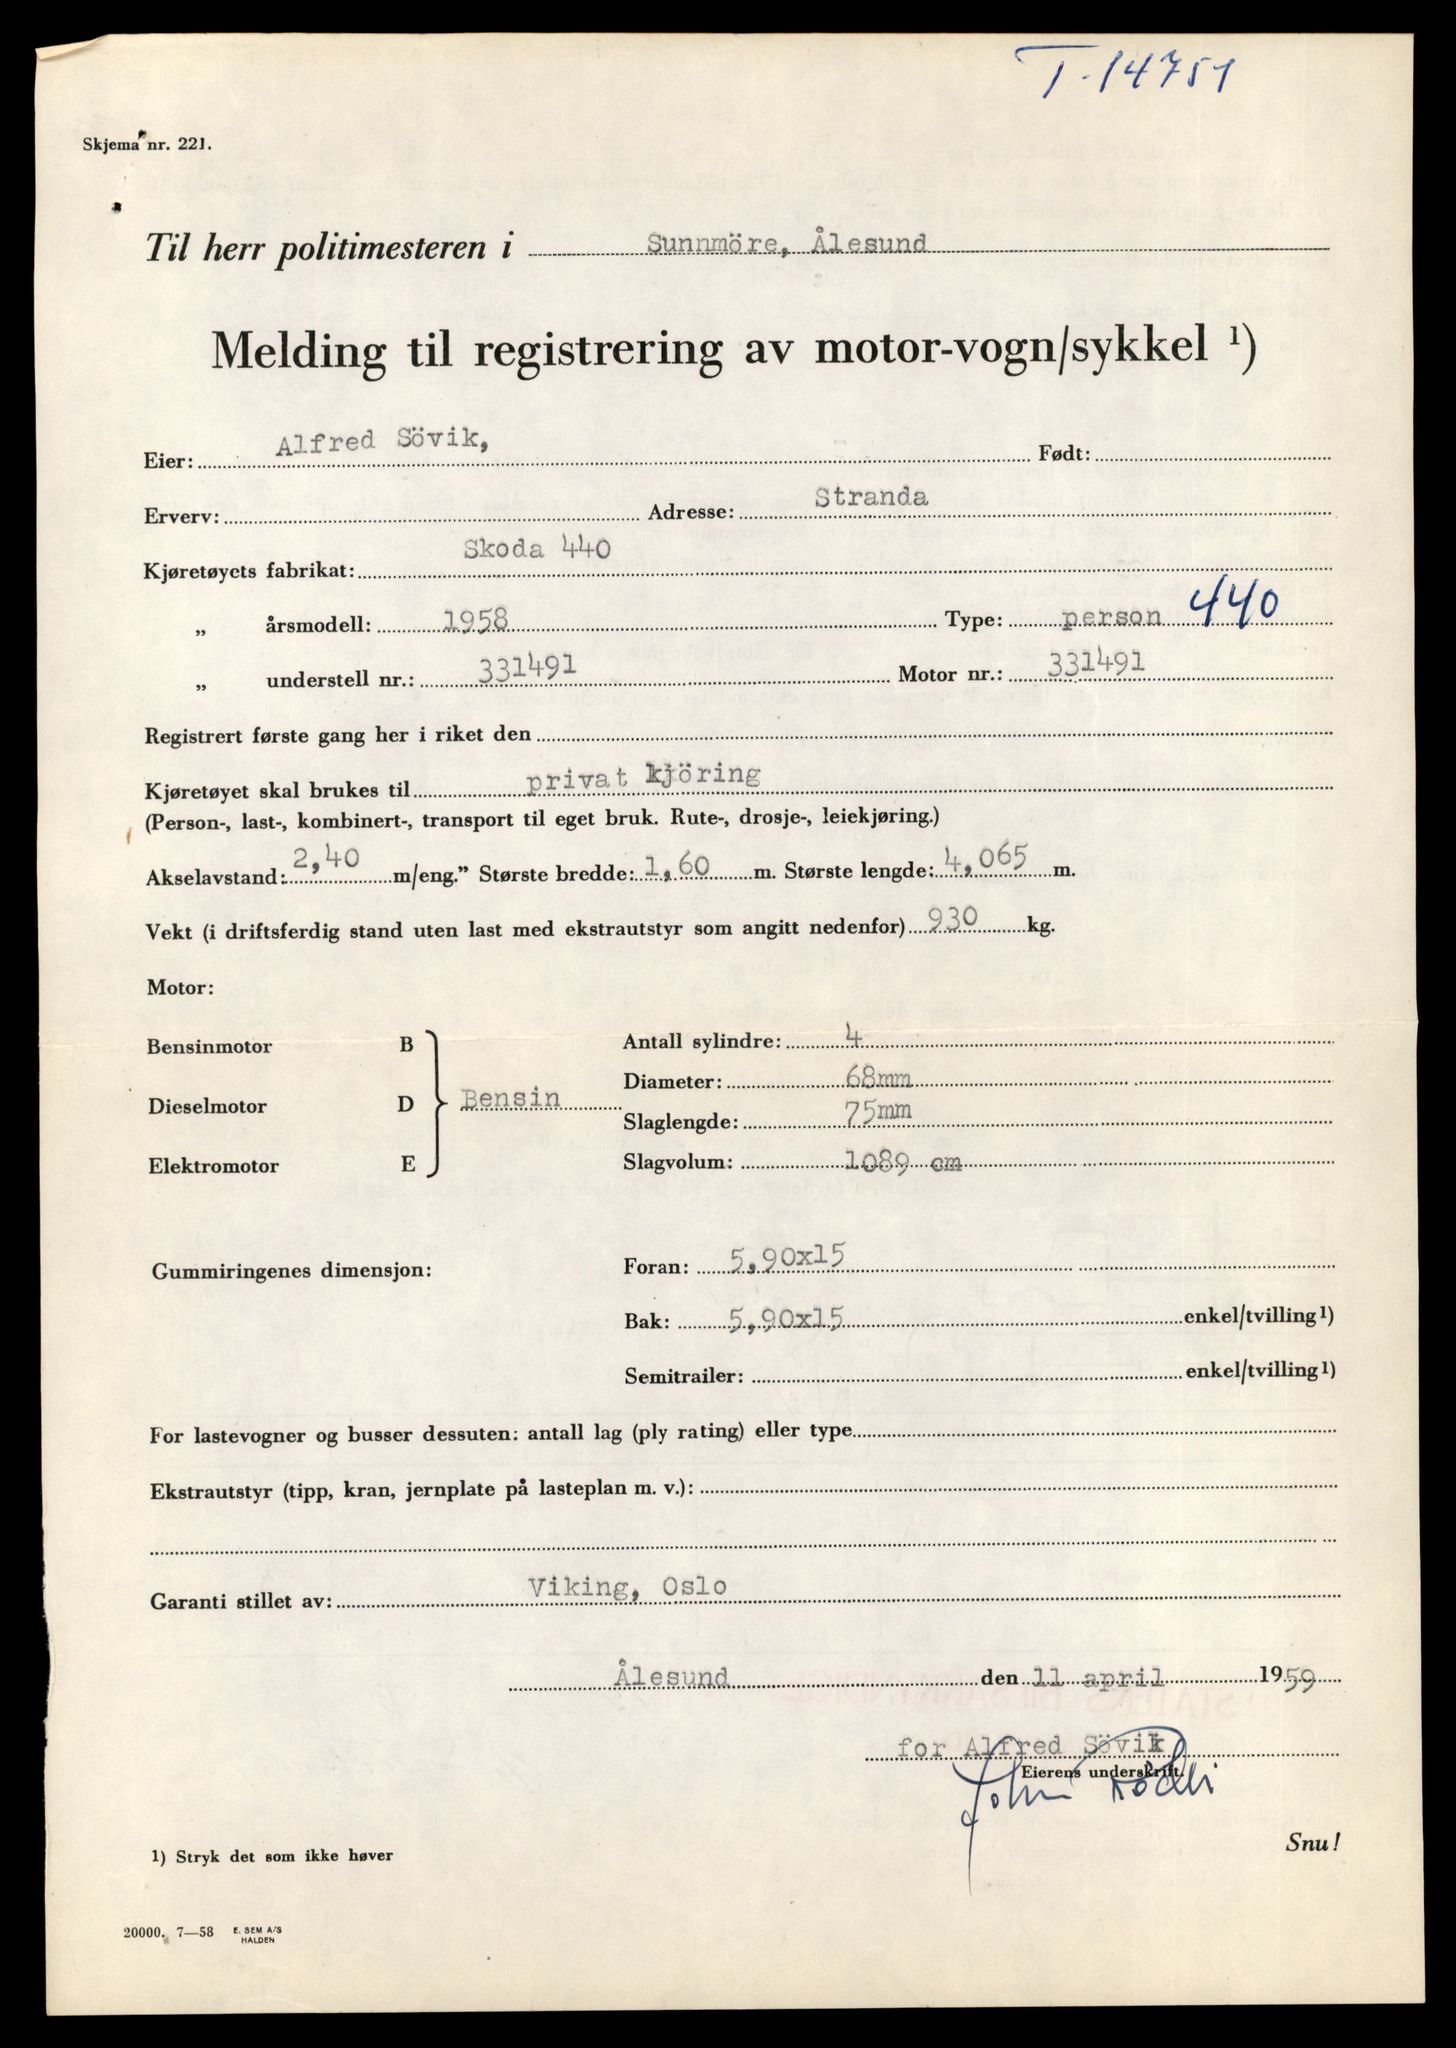 T-14751
Skjema nr. 221.
Til herr politimesteren i Sunnmöre, Ålesund
Melding til registrering av motor-vogn/sykkel ¹)
Eier: Alfred Sövik, Født:
Erverv: Adresse: Stranda
Kjøretøyets fabrikat: Skoda 440
„ årsmodell: 1958 Type: person 440
„ understell nr.: 331491 Motor nr.: 331491
Registrert første gang her i riket den
Kjøretøyet skal brukes til privat kjöring
(Person-, last-, kombinert-, transport til eget bruk. Rute-, drosje-, leiekjøring.)
Akselavstand: 2,40 m/eng.” Største bredde: 1,60 m. Største lengde: 4,065 m.
Vekt (i driftsferdig stand uten last med ekstrautstyr som angitt nedenfor) 930 kg.
Motor:
Bensinmotor B
Dieselmotor D
Elektromotor E
Bensin
Antall sylindre: 4
Diameter: 68mm
Slaglengde: 75mm
Slagvolum: 1089 cm
Gummiringenes dimensjon: Foran: 5,90x15
Bak: 5,90x15 enkel/tvilling¹)
Semitrailer: enkel/tvilling¹)
For lastevogner og busser dessuten: antall lag (ply rating) eller type
Ekstrautstyr (tipp, kran, jernplate på lasteplan m. v.):
Garanti stillet av: Viking, Oslo
Ålesund den 11 april 1959
for Alfred Sövik
Eierens underskrift.
John
Snu!
1) Stryk det som ikke høver
20000. 7—58 E. SEM A/S
HALDEN